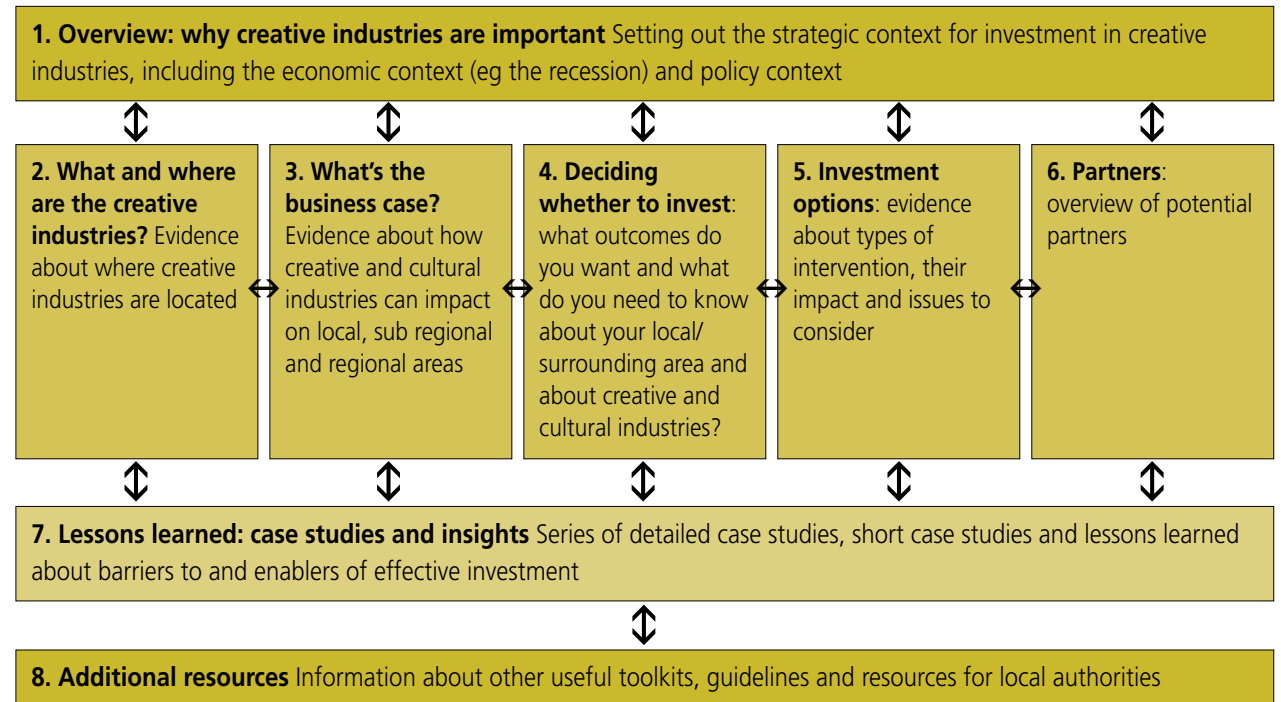 1. Overview: why creative industries are important Setting out the strategic context for investment in creative
industries, including the economic context (eg the recession) and policy context
2. What and where
are the creative
industries? Evidence
about where creative
industries are located
3. What's the
business case?
Evidence about how
creative and cultural
industries can impact
on local, sub regional
and regional areas
4. Deciding
whether to invest:
what outcomes do
you want and what
do you need to know
about your local/
surrounding area and
about creative and
cultural industries?
5. Investment
options: evidence
about types of
intervention, their
impact and issues to
consider
6. Partners:
overview of potential
partners
7. Lessons learned: case studies and insights Series of detailed case studies, short case studies and lessons learned
about barriers to and enablers of effective investment
8. Additional resources Information about other useful toolkits, guidelines and resources for local authorities